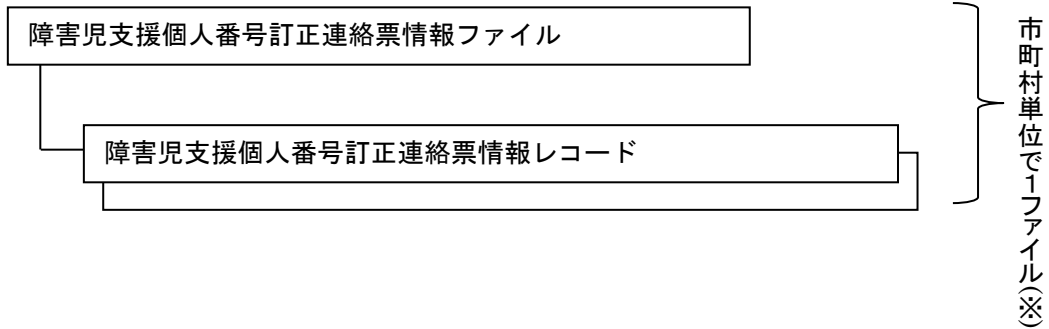 障害児支援個人番号訂正連絡票情報ファイル
障害児支援個人番号訂正連絡票情報レコード
市町村単位で1ファイル(※)